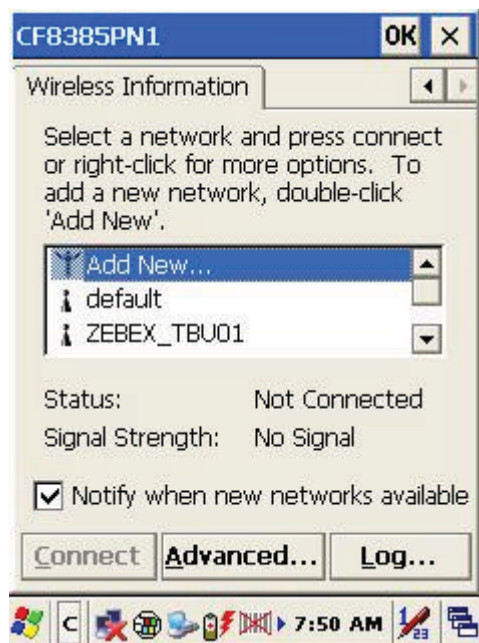 CF8385PN1 OK ×
Wireless Information
Select a network and press connect
or right-click for more options. To
add a new network, double-click
'Add New'.
Add New...
default
ZEBEX_TBU01
Status: Not Connected
Signal Strength: No Signal
Notify when new networks available
Connect Advanced... Log...
C 7:50 AM 1/23